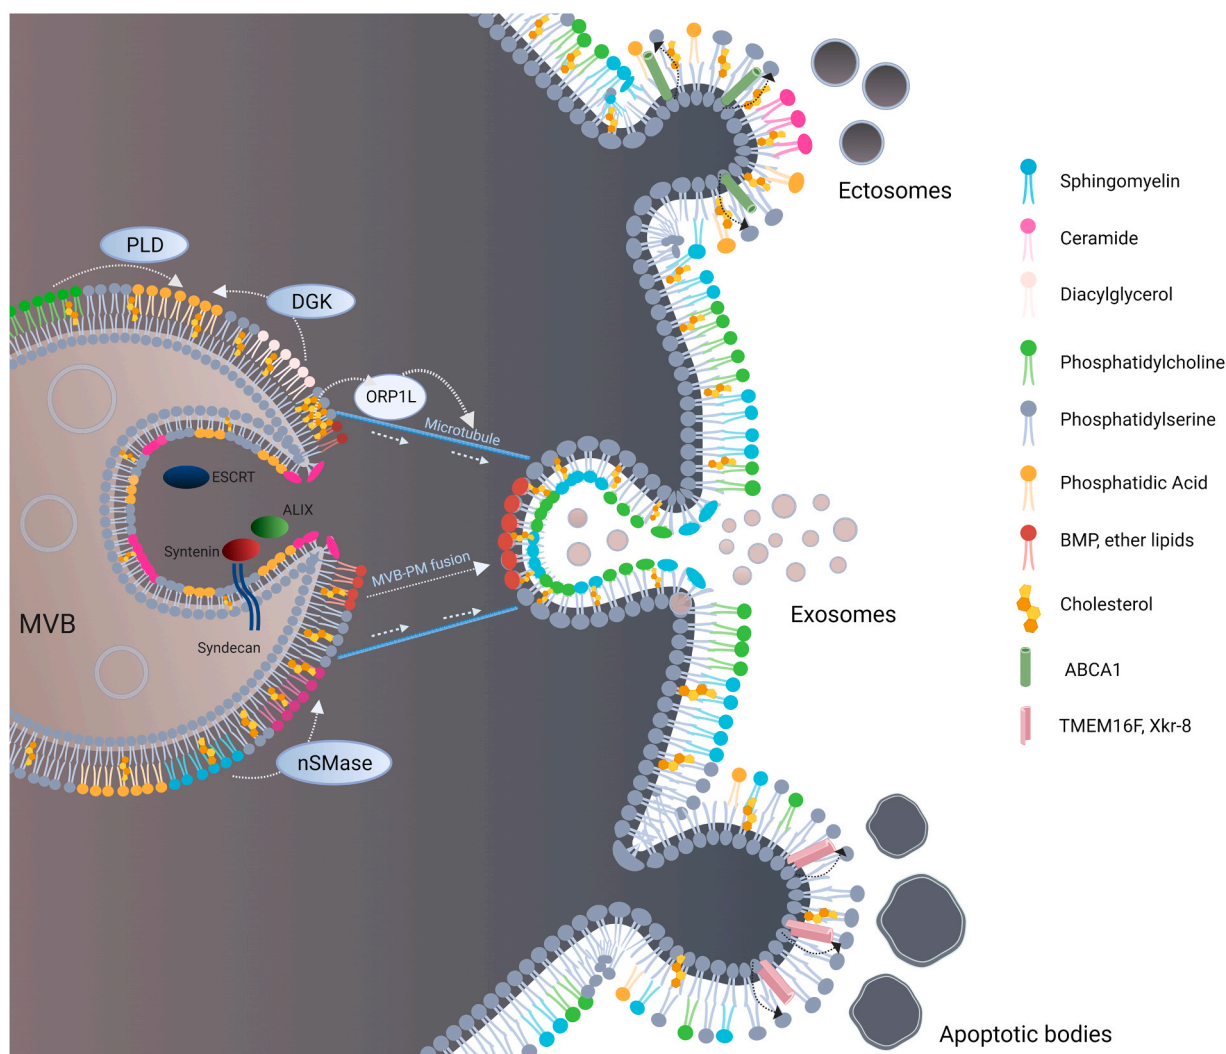 Ectosomes
Sphingomyelin
Ceramide
Diacylglycerol
Phosphatidylcholine
Phosphatidylserine
Phosphatidic Acid
BMP, ether lipids
Cholesterol
ABCA1
TMEM16F, Xkr-8
PLD
DGK
ORP1L
Microtubule
ESCRT
ALIX
Syntenin
MVB-PM fusion
MVB
Syndecan
nSMase
Exosomes
Apoptotic bodies